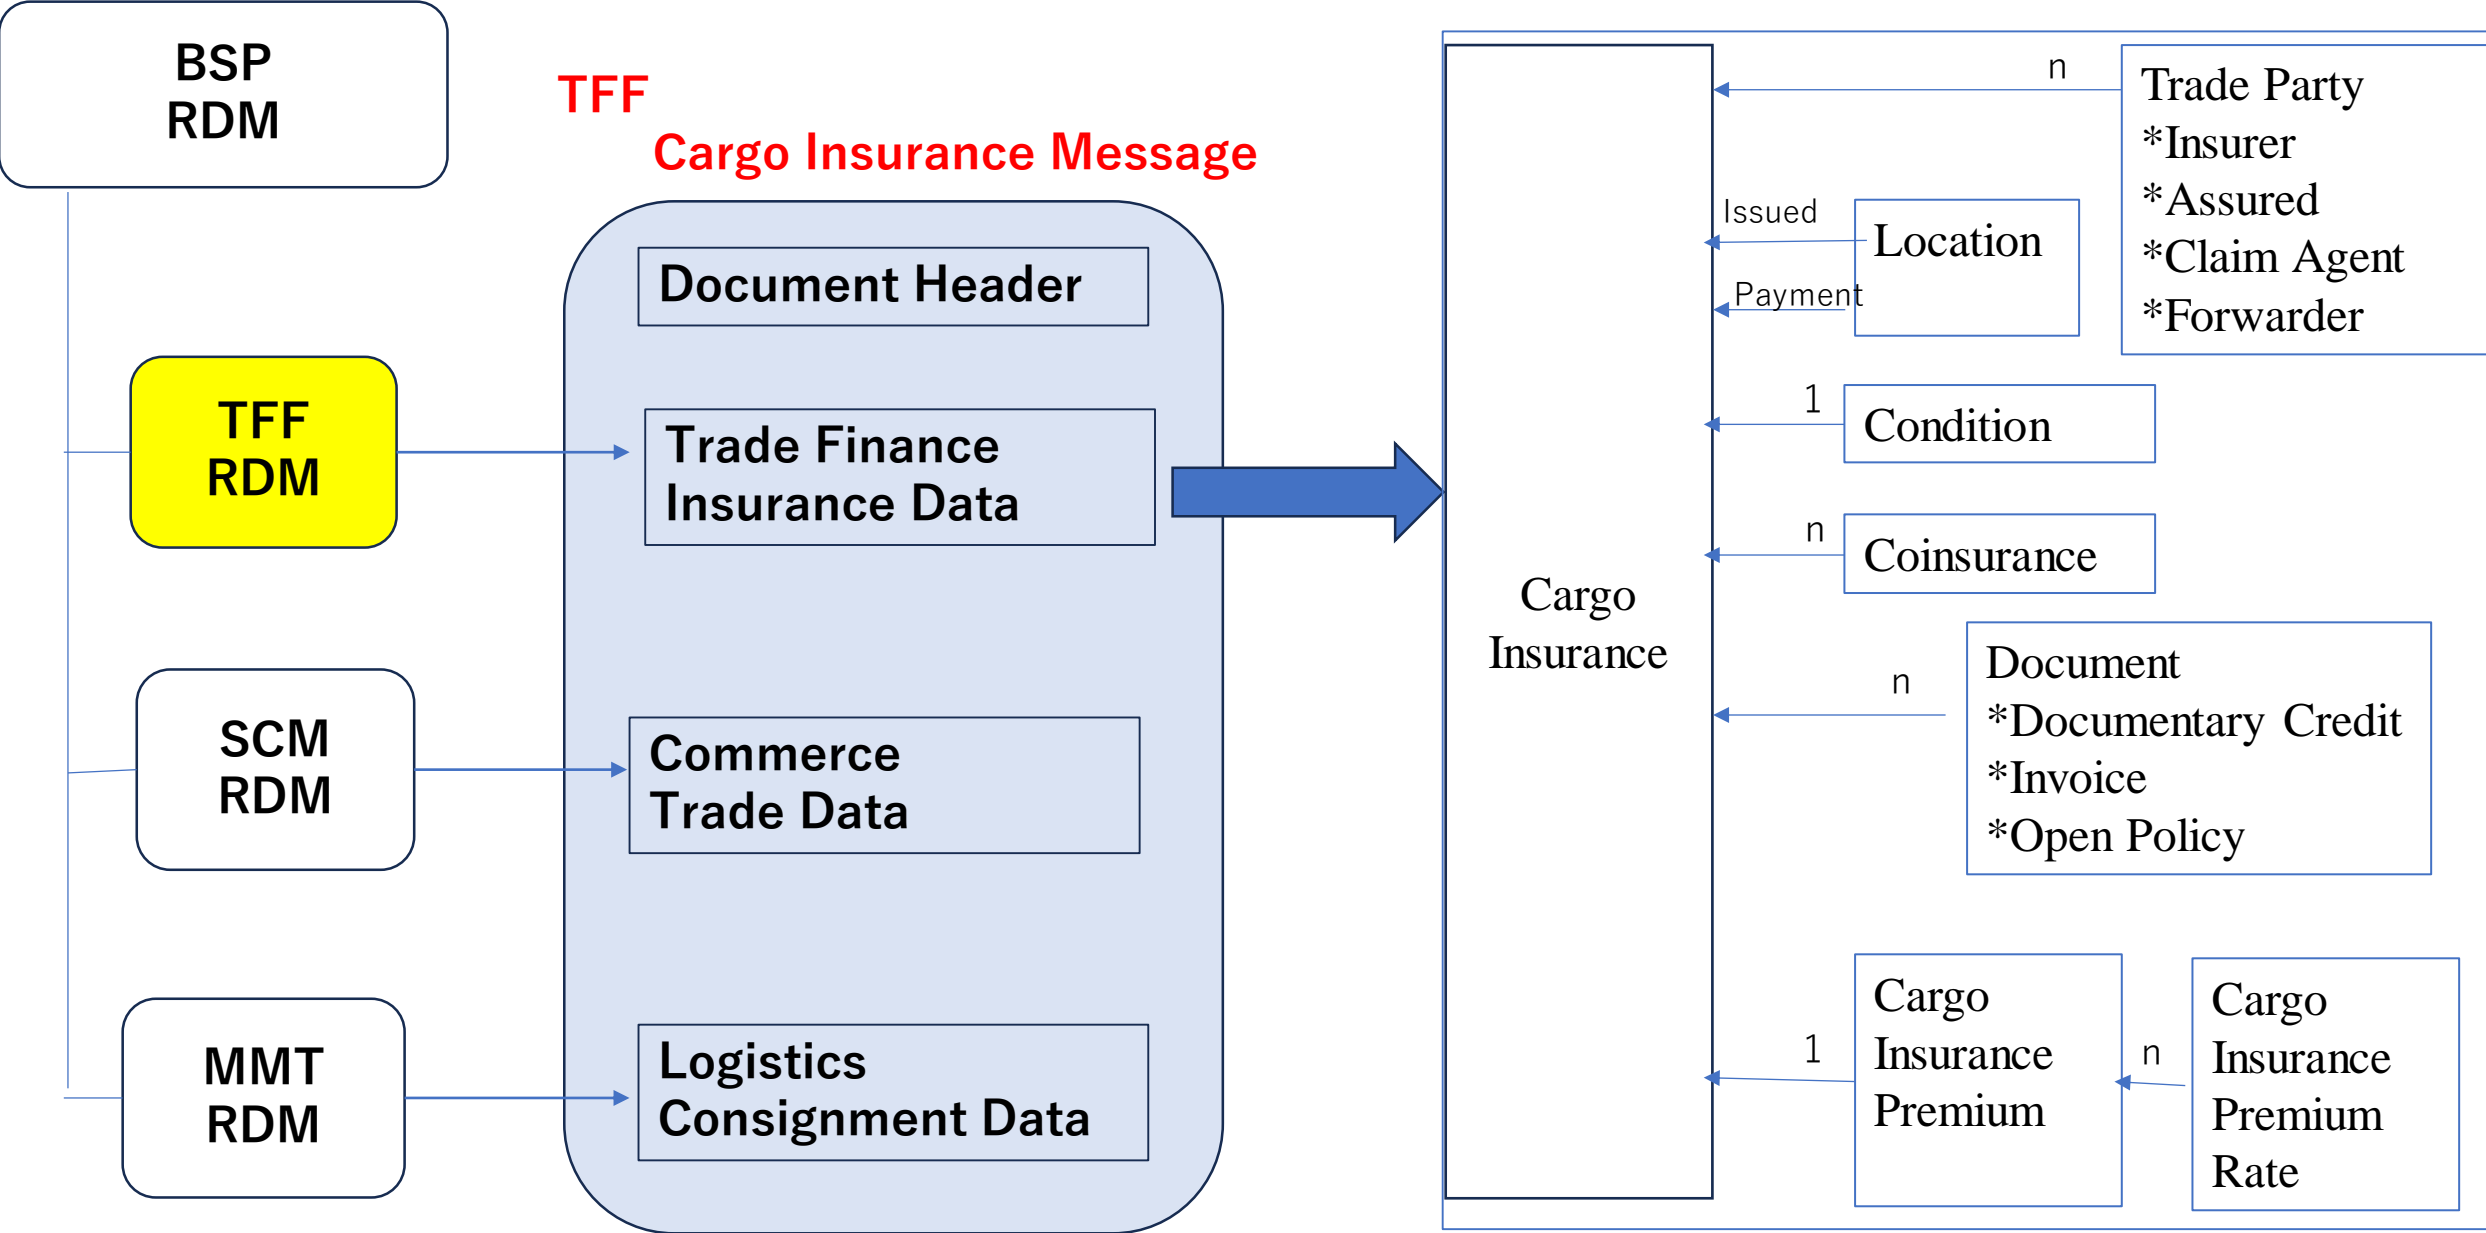 BSP
RDM
TFF
Cargo Insurance Message
TFF
RDM
SCM
RDM
MMT
RDM
Document Header
Trade Finance
Insurance Data
Commerce
Trade Data
Logistics
Consignment Data
Cargo
Insurance
n
Trade Party
*Insurer
*Assured
*Claim Agent
*Forwarder
Issued
Payment
Location
1
Condition
n
Coinsurance
n
Document
*Documentary Credit
*Invoice
*Open Policy
1
Cargo
Insurance
Premium
n
Cargo
Insurance
Premium
Rate